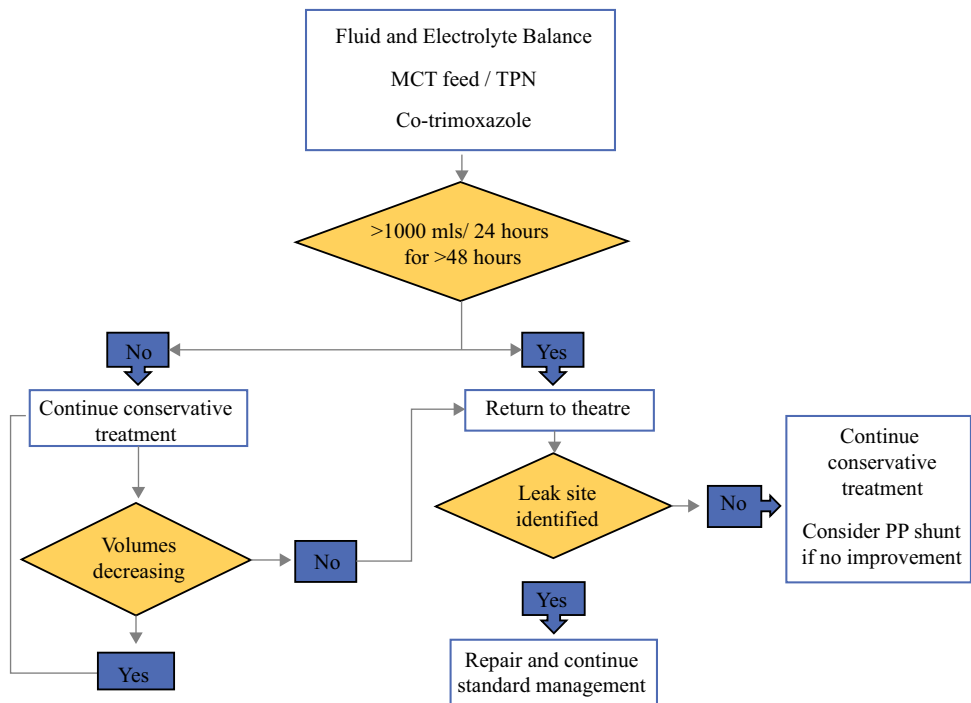 Fluid and Electrolyte Balance
MCT feed / TPN
Co-trimoxazole
>1000 mls/ 24 hours
for >48 hours
No
Yes
Continue conservative
treatment
Return to theatre
Continue
conservative
treatment
Consider PP shunt
if no improvement
Leak site
identified
No
Volumes
decreasing
No
Yes
Yes
Repair and continue
standard management